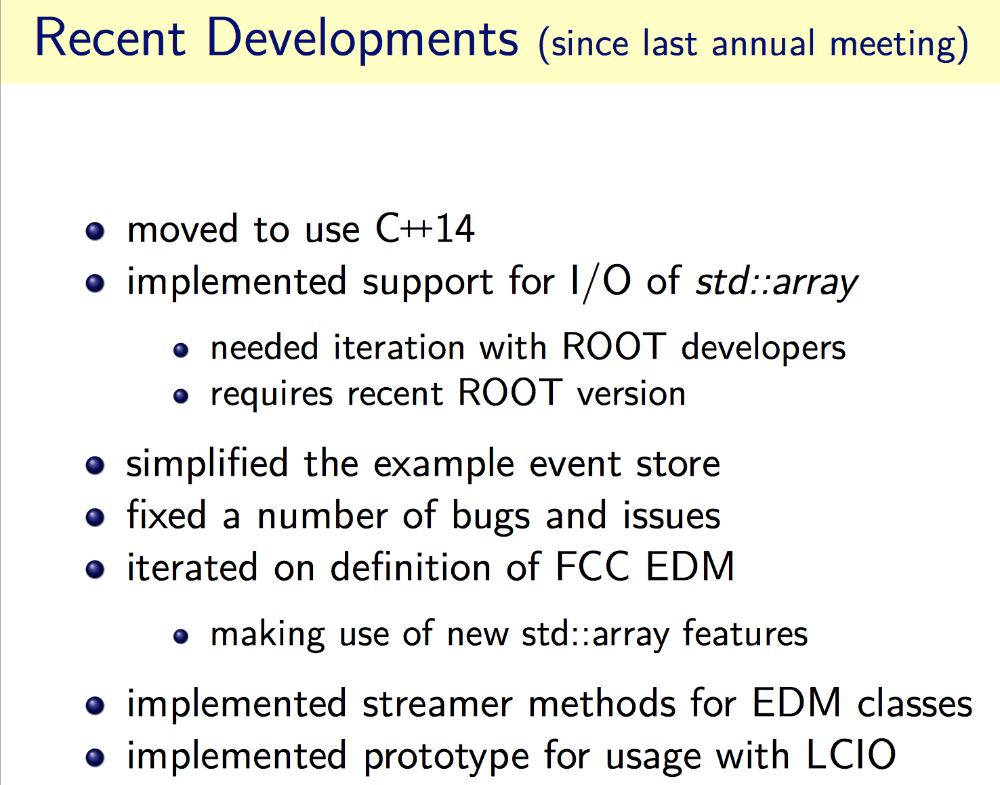 Recent Developments (since last annual meeting)
moved to use C++14
implemented support for I/O of std::array
needed iteration with ROOT developers
requires recent ROOT version
simplified the example event store
fixed a number of bugs and issues
iterated on definition of FCC EDM
making use of new std::array features
implemented streamer methods for EDM classes
implemented prototype for usage with LCIO